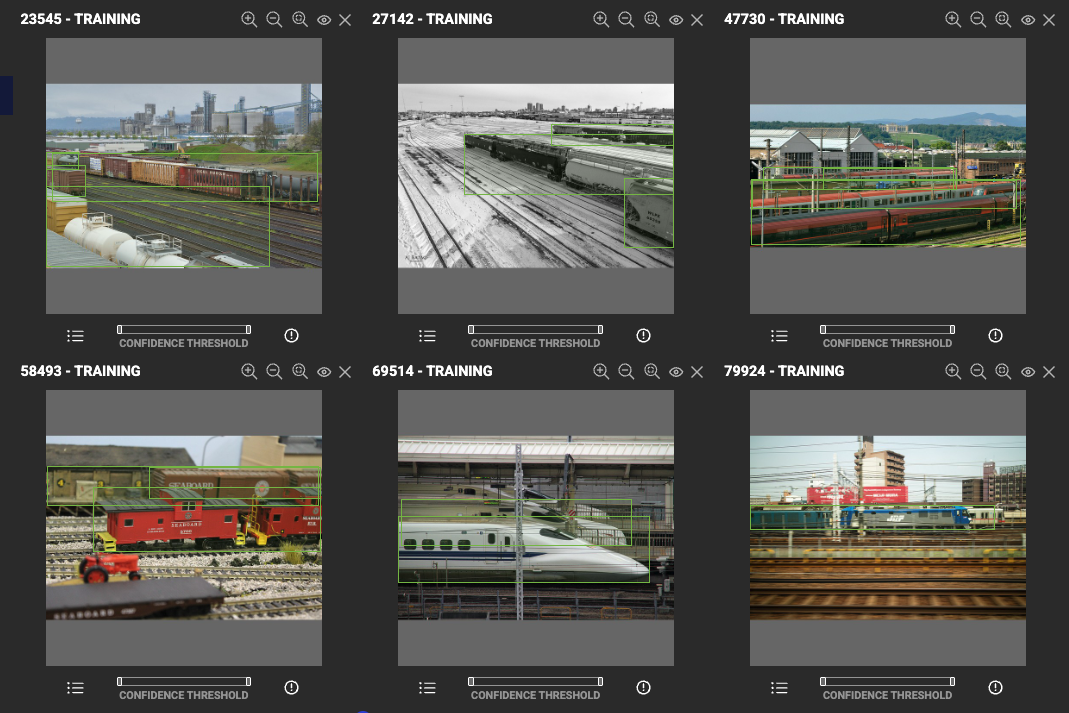 23545 - TRAINING
27142 - TRAINING
47730 - TRAINING
CONFIDENCE THRESHOLD
CONFIDENCE THRESHOLD
CONFIDENCE THRESHOLD
58493 - TRAINING
69514 - TRAINING
79924 - TRAINING
SEABOARD
SEABOARD
CONFIDENCE THRESHOLD
CONFIDENCE THRESHOLD
CONFIDENCE THRESHOLD